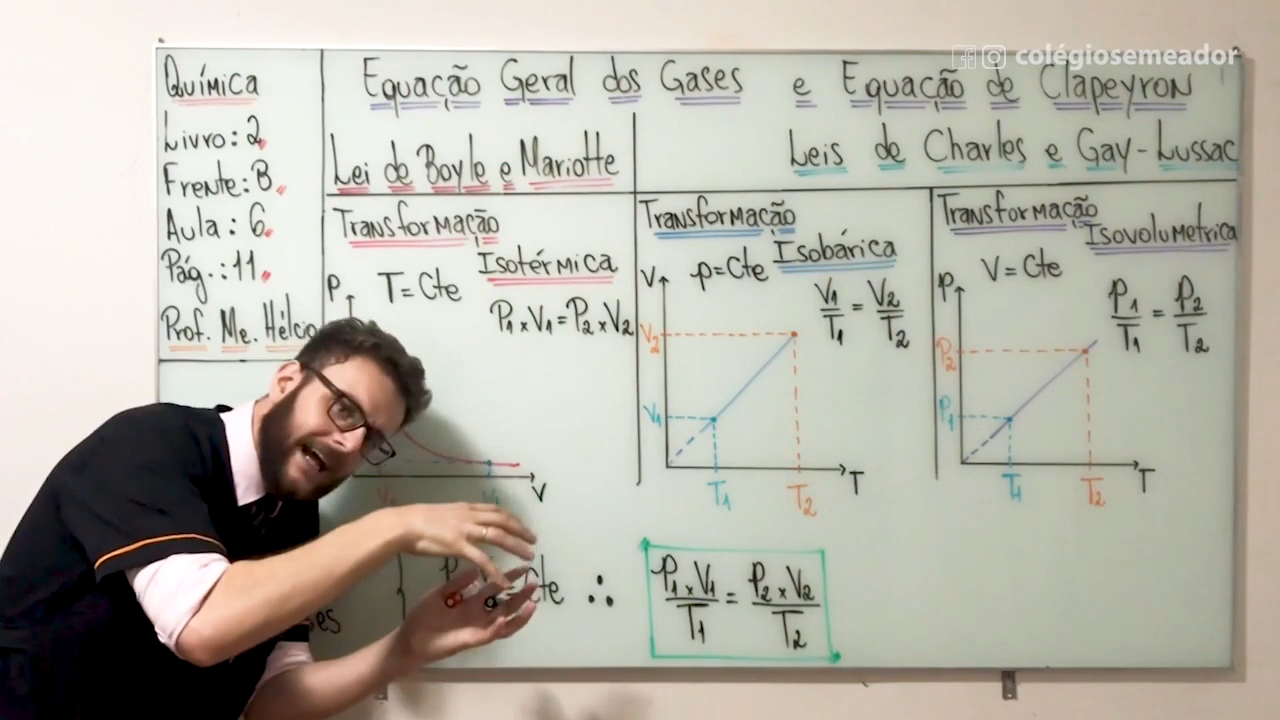 colégiosemeador
Química
Livro: 2.
Frente: B.
Aula: 6.
Pág.: 11.
Prof. Me. Hélcio
Equação Geral dos Gases e Equação de Clapeyron
Lei de Boyle e Mariotte
Leis de Charles e Gay-Lussac
Transformação
Isotérmica
P
T = Cte
P1 x V1 = P2 x V2
V
Transformação
Isobárica
V
p = Cte
V1/T1 = V2/T2
V2
V1
T1
T2
T
Transformação
Isovolumetrica
P
V = Cte
P1/T1 = P2/T2
P2
P1
T1
T2
T
Cte ∴
P1 x V1/T1 = P2 x V2/T2